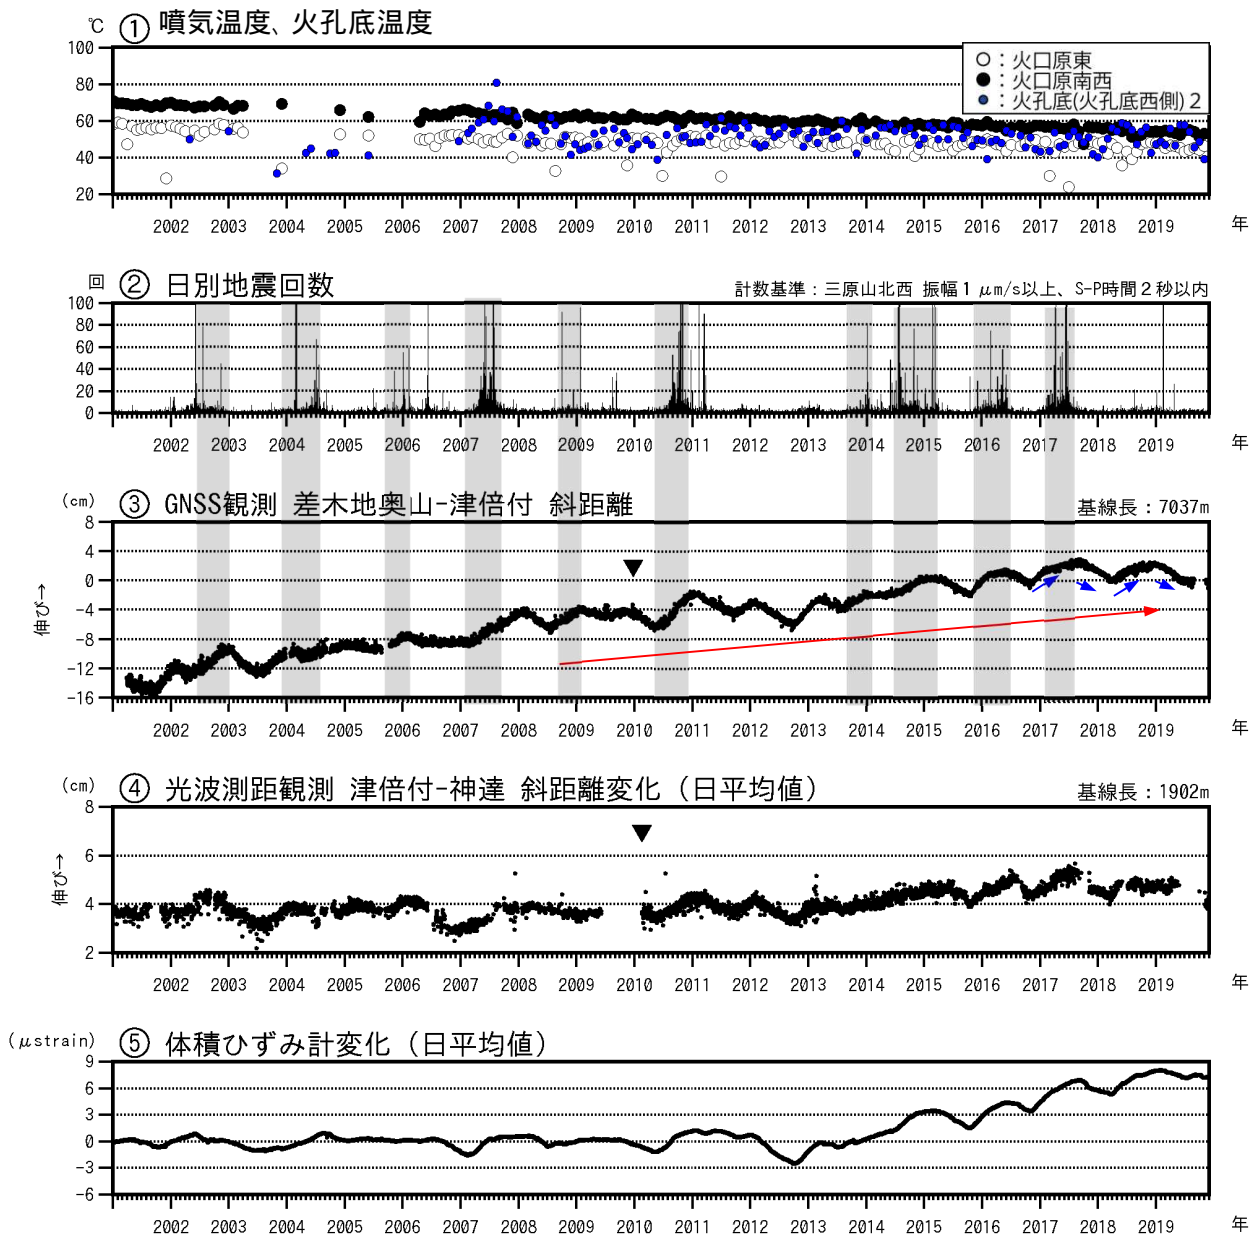 ℃ ① 噴気温度、火孔底温度
100
80
60
40
20
○：火口原東
●：火口原南西
●：火孔底(火孔底西側)２
2002 2003 2004 2005 2006 2007 2008 2009 2010 2011 2012 2013 2014 2015 2016 2017 2018 2019 年
回 ② 日別地震回数
計数基準：三原山北西 振幅１μm/s以上、S-P時間２秒以内
100
80
60
40
20
0
2002 2003 2004 2005 2006 2007 2008 2009 2010 2011 2012 2013 2014 2015 2016 2017 2018 2019 年
(cm) ③ GNSS観測 差木地奥山-津倍付 斜距離
基線長：7037m
8
4
0
-4
-8
-12
-16
伸び→
2002 2003 2004 2005 2006 2007 2008 2009 2010 2011 2012 2013 2014 2015 2016 2017 2018 2019 年
(cm) ④ 光波測距観測 津倍付-神達 斜距離変化（日平均値）
基線長：1902m
8
6
4
2
伸び→
2002 2003 2004 2005 2006 2007 2008 2009 2010 2011 2012 2013 2014 2015 2016 2017 2018 2019 年
(μstrain) ⑤ 体積ひずみ計変化（日平均値）
9
6
3
0
-3
-6
2002 2003 2004 2005 2006 2007 2008 2009 2010 2011 2012 2013 2014 2015 2016 2017 2018 2019 年